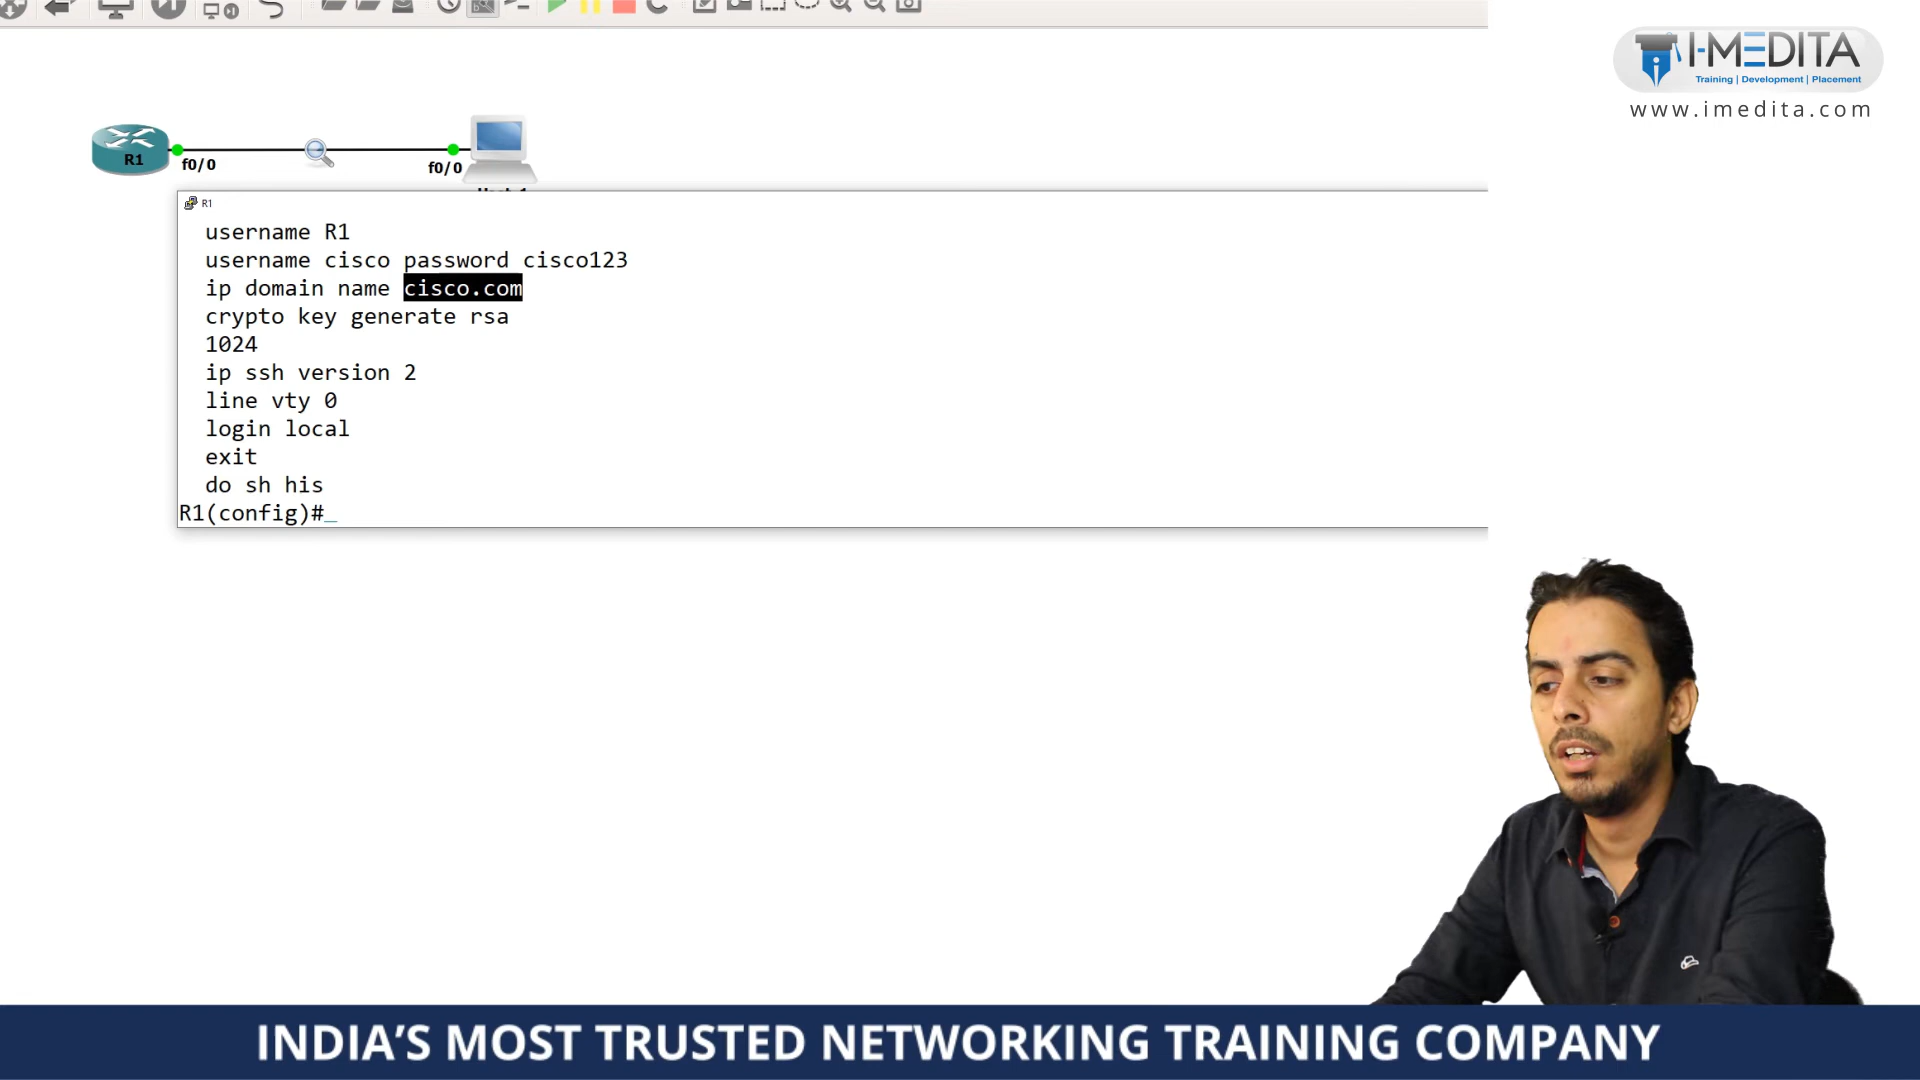 I-MEDITA
Training | Development | Placement
www.imedita.com
R1
f0/0
f0/0
R1
username R1
username cisco password cisco123
ip domain name cisco.com
crypto key generate rsa
1024
ip ssh version 2
line vty 0
login local
exit
do sh his
R1(config)#_
INDIA'S MOST TRUSTED NETWORKING TRAINING COMPANY